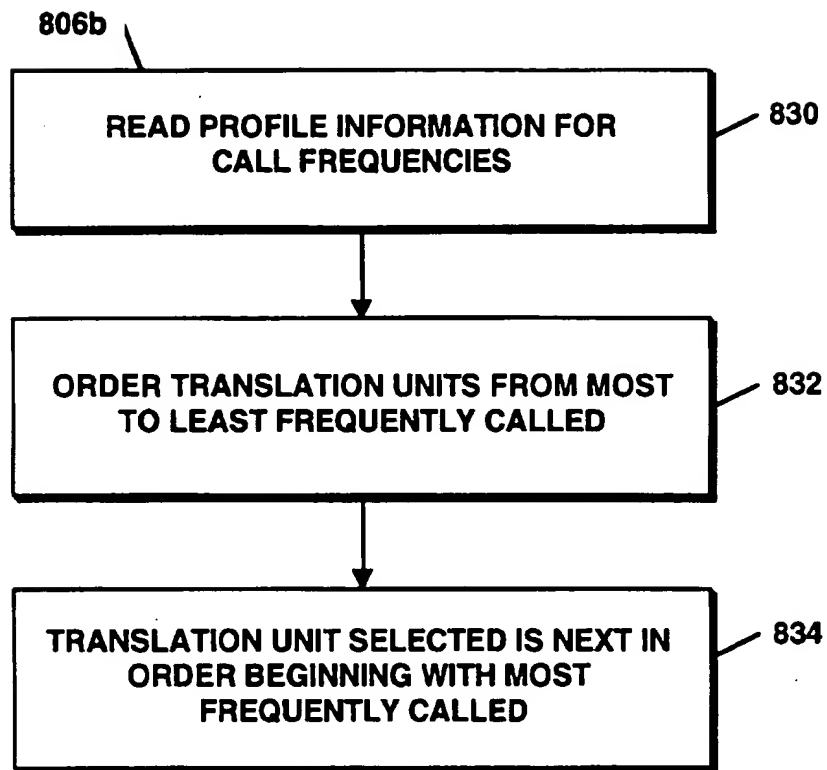 806b
READ PROFILE INFORMATION FOR
CALL FREQUENCIES
830
ORDER TRANSLATION UNITS FROM MOST
TO LEAST FREQUENTLY CALLED
832
TRANSLATION UNIT SELECTED IS NEXT IN
ORDER BEGINNING WITH MOST
FREQUENTLY CALLED
834